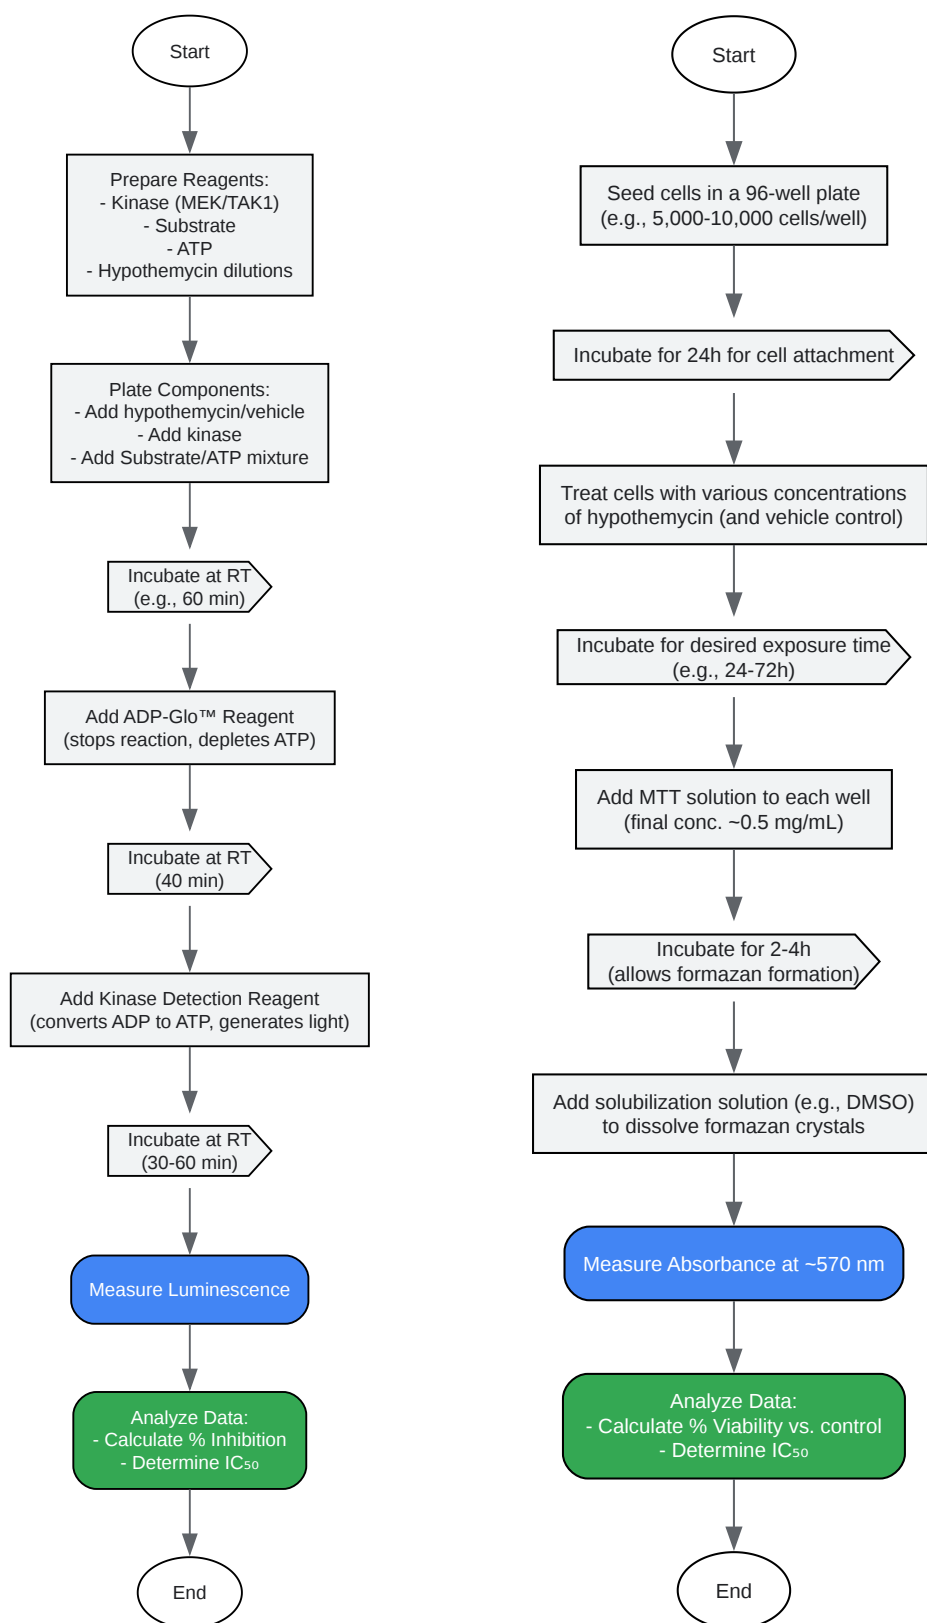 Start
Prepare Reagents:
- Kinase (MEK/TAK1)
- Substrate
- ATP
- Hypothemycin dilutions
Plate Components:
- Add hypothemycin/vehicle
- Add kinase
- Add Substrate/ATP mixture
Incubate at RT
(e.g., 60 min)
Add ADP-Glo™ Reagent
(stops reaction, depletes ATP)
Incubate at RT
(40 min)
Add Kinase Detection Reagent
(converts ADP to ATP, generates light)
Incubate at RT
(30-60 min)
Measure Luminescence
Analyze Data:
- Calculate % Inhibition
- Determine IC₅₀
End
Start
Seed cells in a 96-well plate
(e.g., 5,000-10,000 cells/well)
Incubate for 24h for cell attachment
Treat cells with various concentrations
of hypothemycin (and vehicle control)
Incubate for desired exposure time
(e.g., 24-72h)
Add MTT solution to each well
(final conc. ~0.5 mg/mL)
Incubate for 2-4h
(allows formazan formation)
Add solubilization solution (e.g., DMSO)
to dissolve formazan crystals
Measure Absorbance at ~570 nm
Analyze Data:
- Calculate % Viability vs. control
- Determine IC₅₀
End